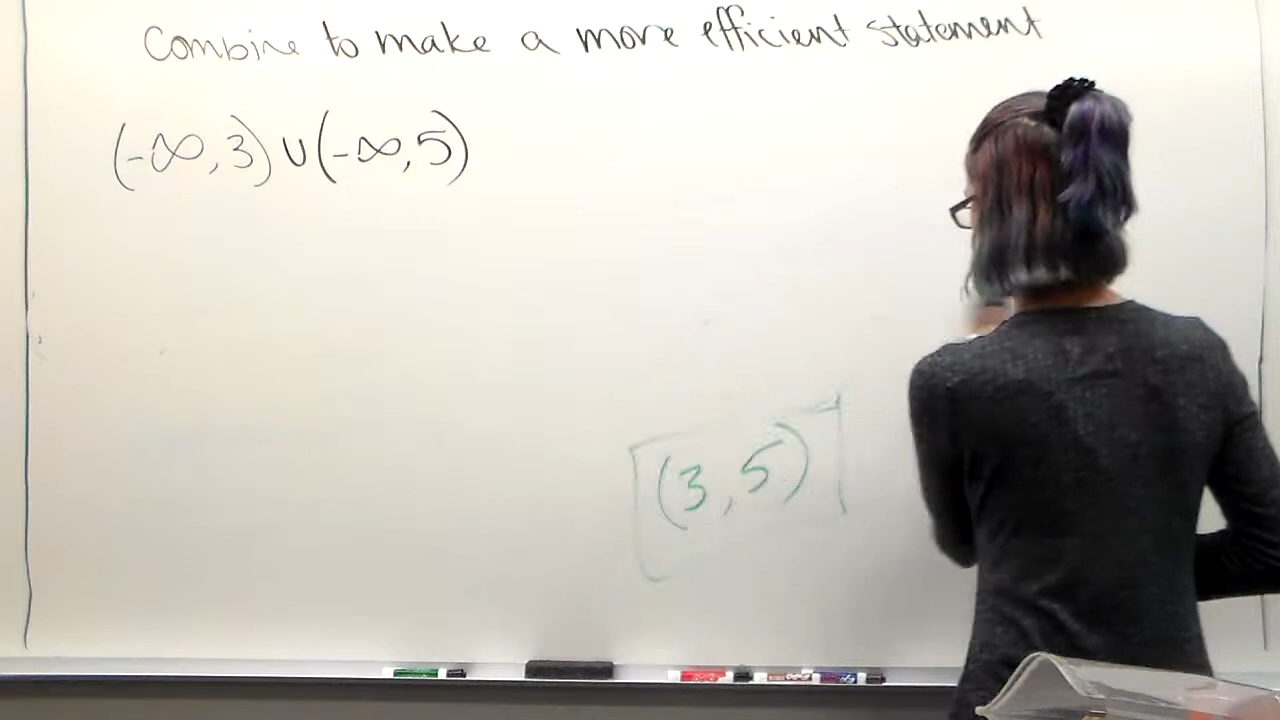 Combine to make a more efficient statement
(-∞, 3) ∪ (-∞, 5)
(3, 5)